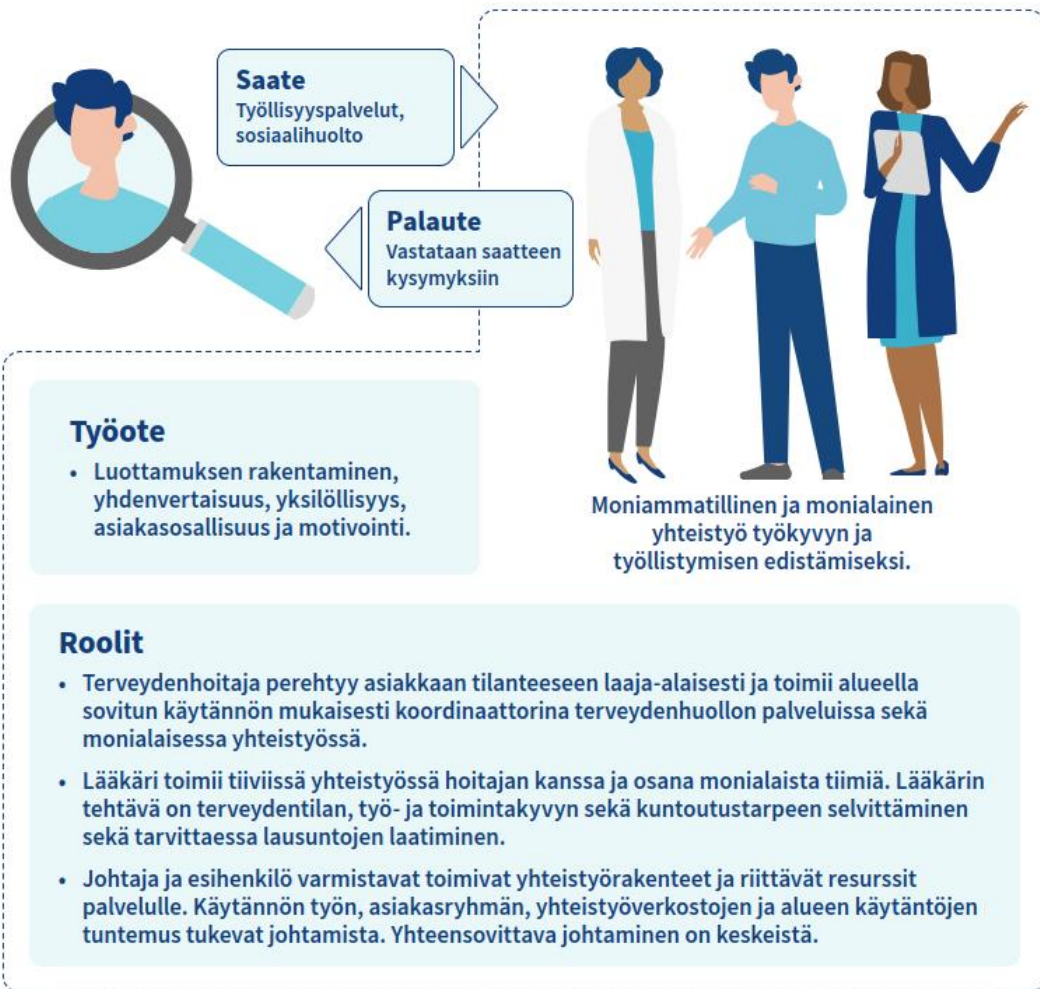 Saate
Työllisyyspalvelut,
sosiaalihuolto
Palaute
Vastataan saatteen
kysymyksiin
Työote
• Luottamuksen rakentaminen,
yhdenvertaisuus, yksilöllisyys,
asiakasosallisuus ja motivointi.
Moniammatillinen ja monialainen
yhteistyö työkyvyn ja
työllistymisen edistämiseksi.
Roolit
• Terveydenhoitaja perehtyy asiakkaan tilanteeseen laaja-alaisesti ja toimii alueella
sovitun käytännön mukaisesti koordinaattorina terveydenhuollon palveluissa sekä
monialaisessa yhteistyössä.
• Lääkäri toimii tiiviissä yhteistyössä hoitajan kanssa ja osana monialaista tiimiä. Lääkärin
tehtävä on terveydentilan, työ- ja toimintakyvyn sekä kuntoutustarpeen selvittäminen
sekä tarvittaessa lausuntojen laatiminen.
• Johtaja ja esihenkilö varmistavat toimivat yhteistyörakenteet ja riittävät resurssit
palvelulle. Käytännön työn, asiakasryhmän, yhteistyöverkostojen ja alueen käytäntöjen
tuntemus tukevat johtamista. Yhteensovittava johtaminen on keskeistä.